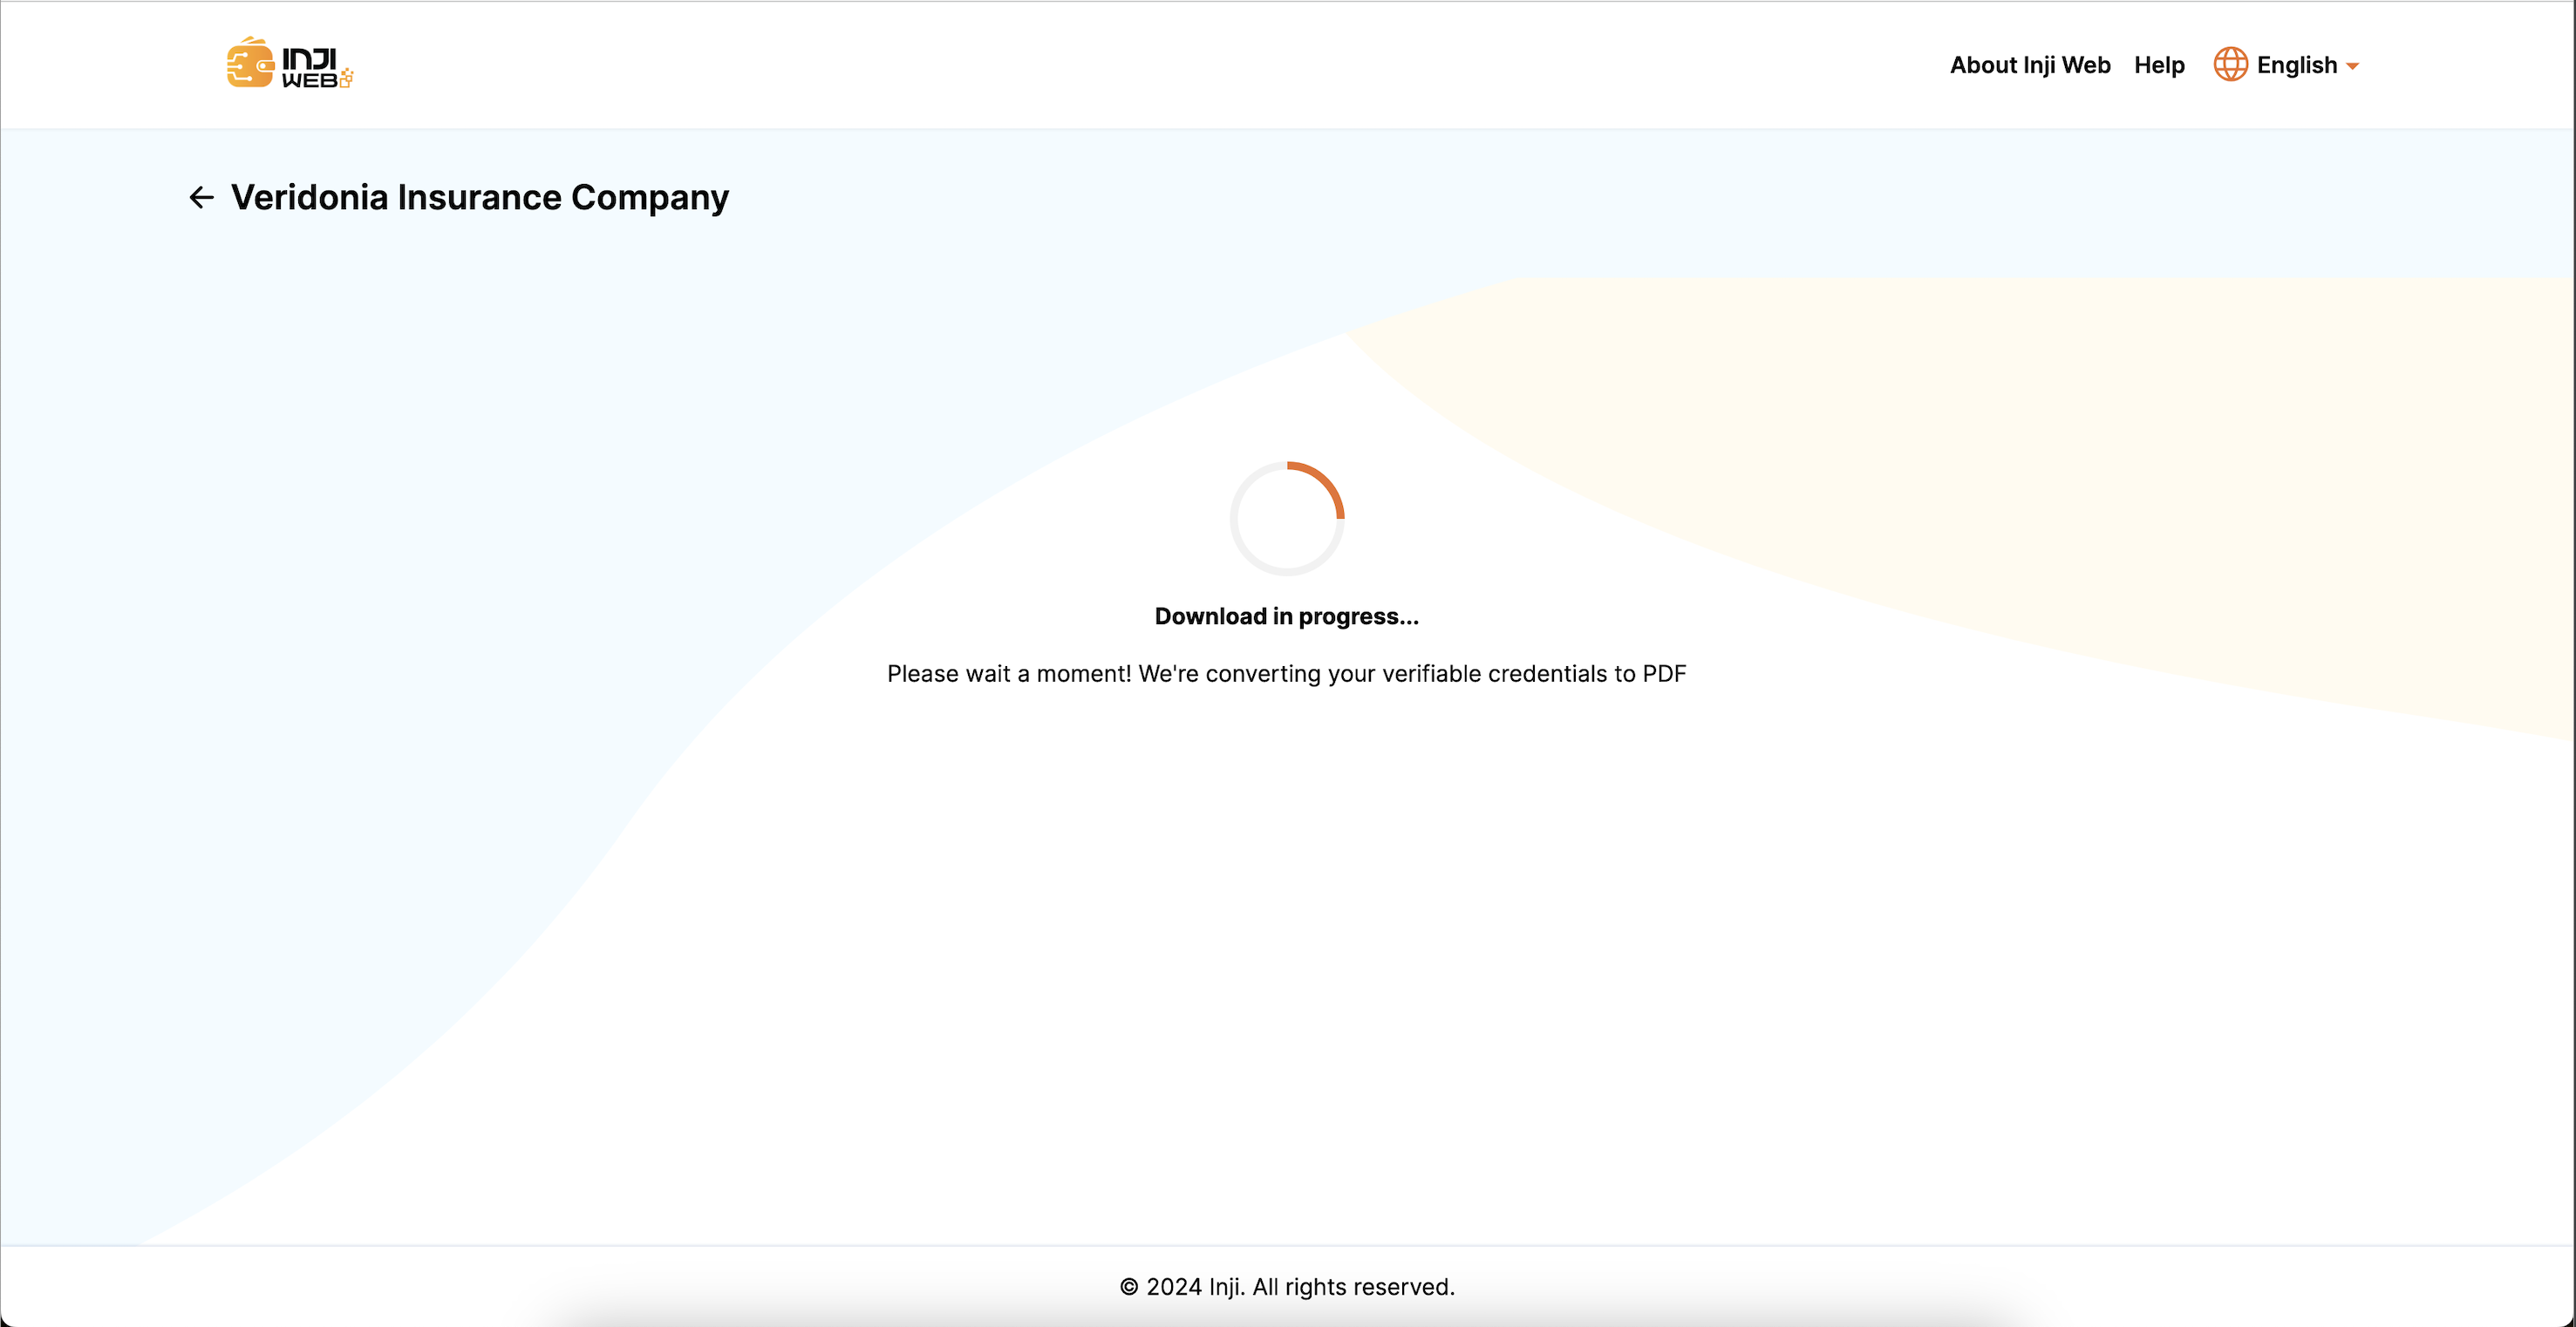 INJI
WEB
About Inji Web
Help
English
Veridonia Insurance Company
Download in progress...
Please wait a moment! We're converting your verifiable credentials to PDF
© 2024 Inji. All rights reserved.